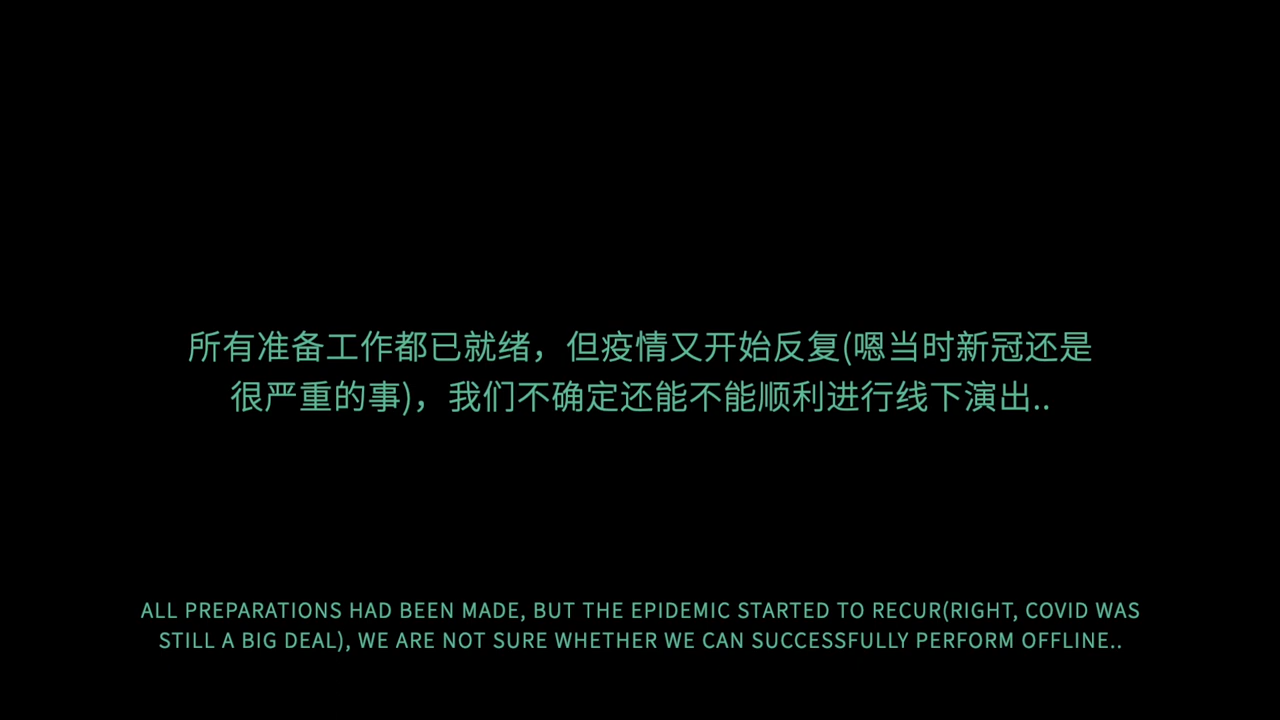 所有准备工作都已就绪，但疫情又开始反复(嗯当时新冠还是
很严重的事)，我们不确定还能不能顺利进行线下演出..
ALL PREPARATIONS HAD BEEN MADE, BUT THE EPIDEMIC STARTED TO RECUR(RIGHT, COVID WAS
STILL A BIG DEAL), WE ARE NOT SURE WHETHER WE CAN SUCCESSFULLY PERFORM OFFLINE..